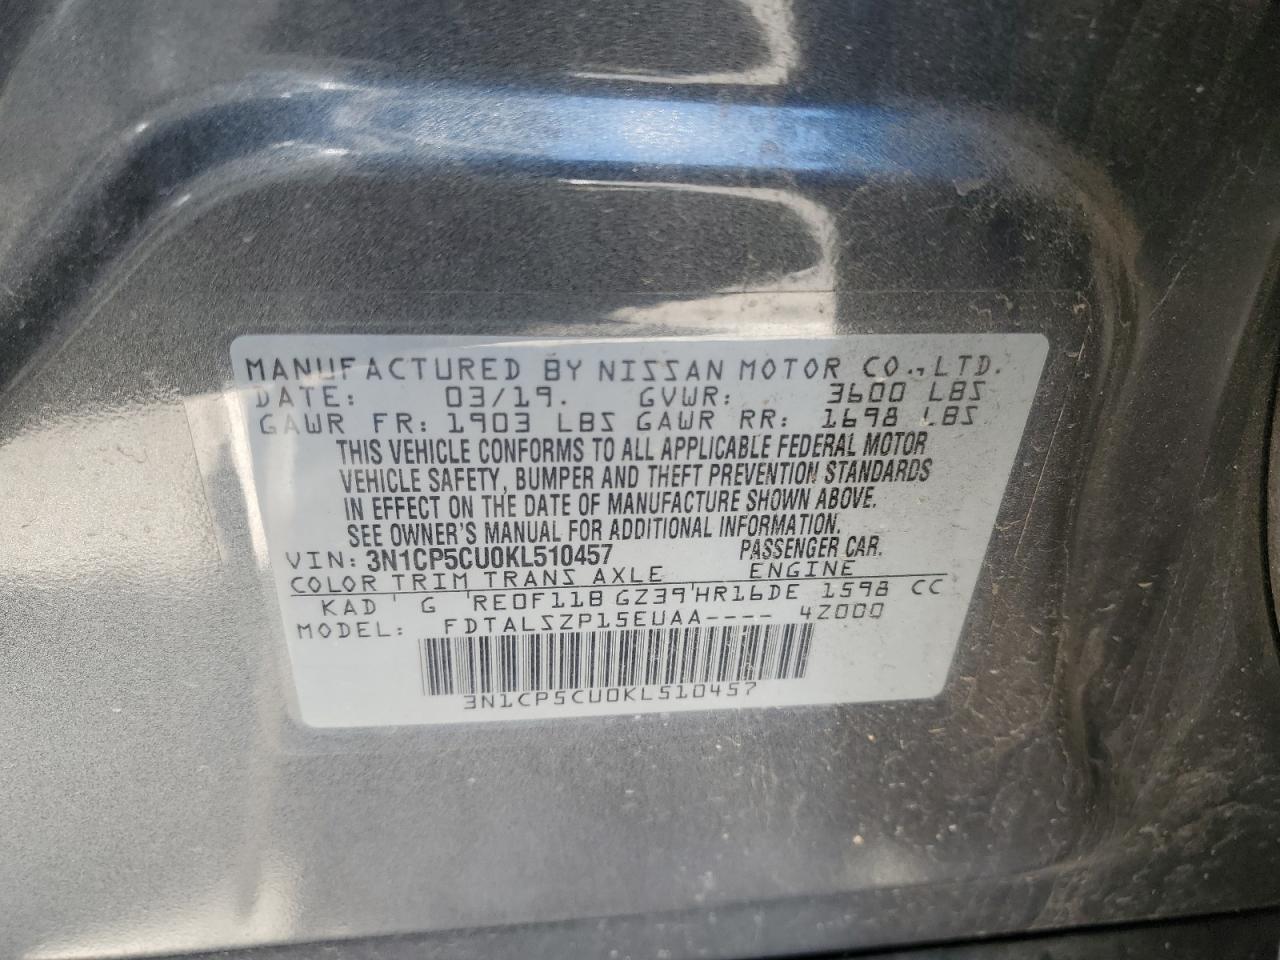 MANUFACTURED BY NISSAN MOTOR CO., LTD.
DATE: 03/19. GVWR: 3600 LBS
GAWR FR: 1903 LBS GAWR RR: 1698 LBS
THIS VEHICLE CONFORMS TO ALL APPLICABLE FEDERAL MOTOR
VEHICLE SAFETY, BUMPER AND THEFT PREVENTION STANDARDS
IN EFFECT ON THE DATE OF MANUFACTURE SHOWN ABOVE.
SEE OWNER'S MANUAL FOR ADDITIONAL INFORMATION.
VIN: 3N1CP5CU0KL510457 PASSENGER CAR.
COLOR TRIM TRANS AXLE ENGINE
KAD G RE0F11B GZ39 HR16DE 1598 CC
MODEL: FDTALSZP15EUAA---- 42000
3N1CP5CU0KL510457